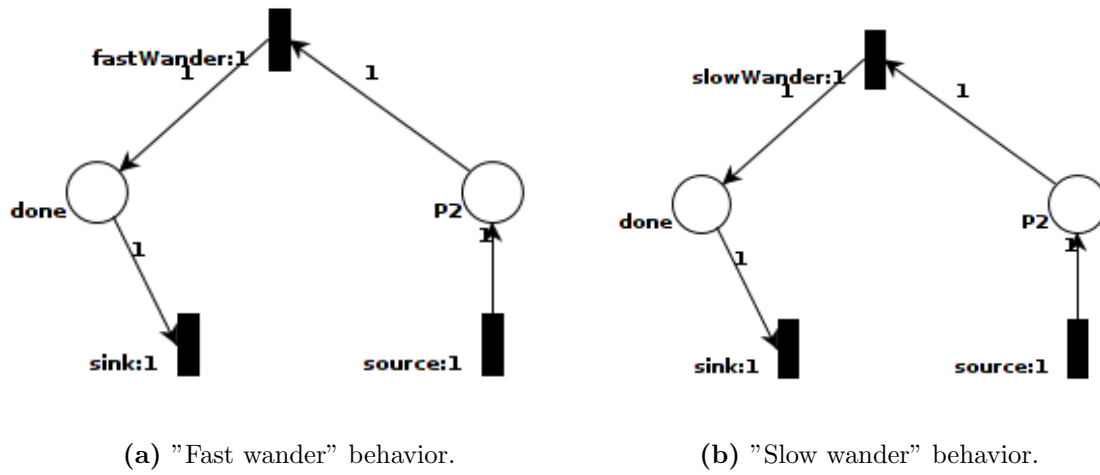 fastWander:1
1
1
done
P2
1
1
sink:1
source:1
(a) "Fast wander" behavior.
slowWander:1
1
1
done
P2
1
1
sink:1
source:1
(b) "Slow wander" behavior.